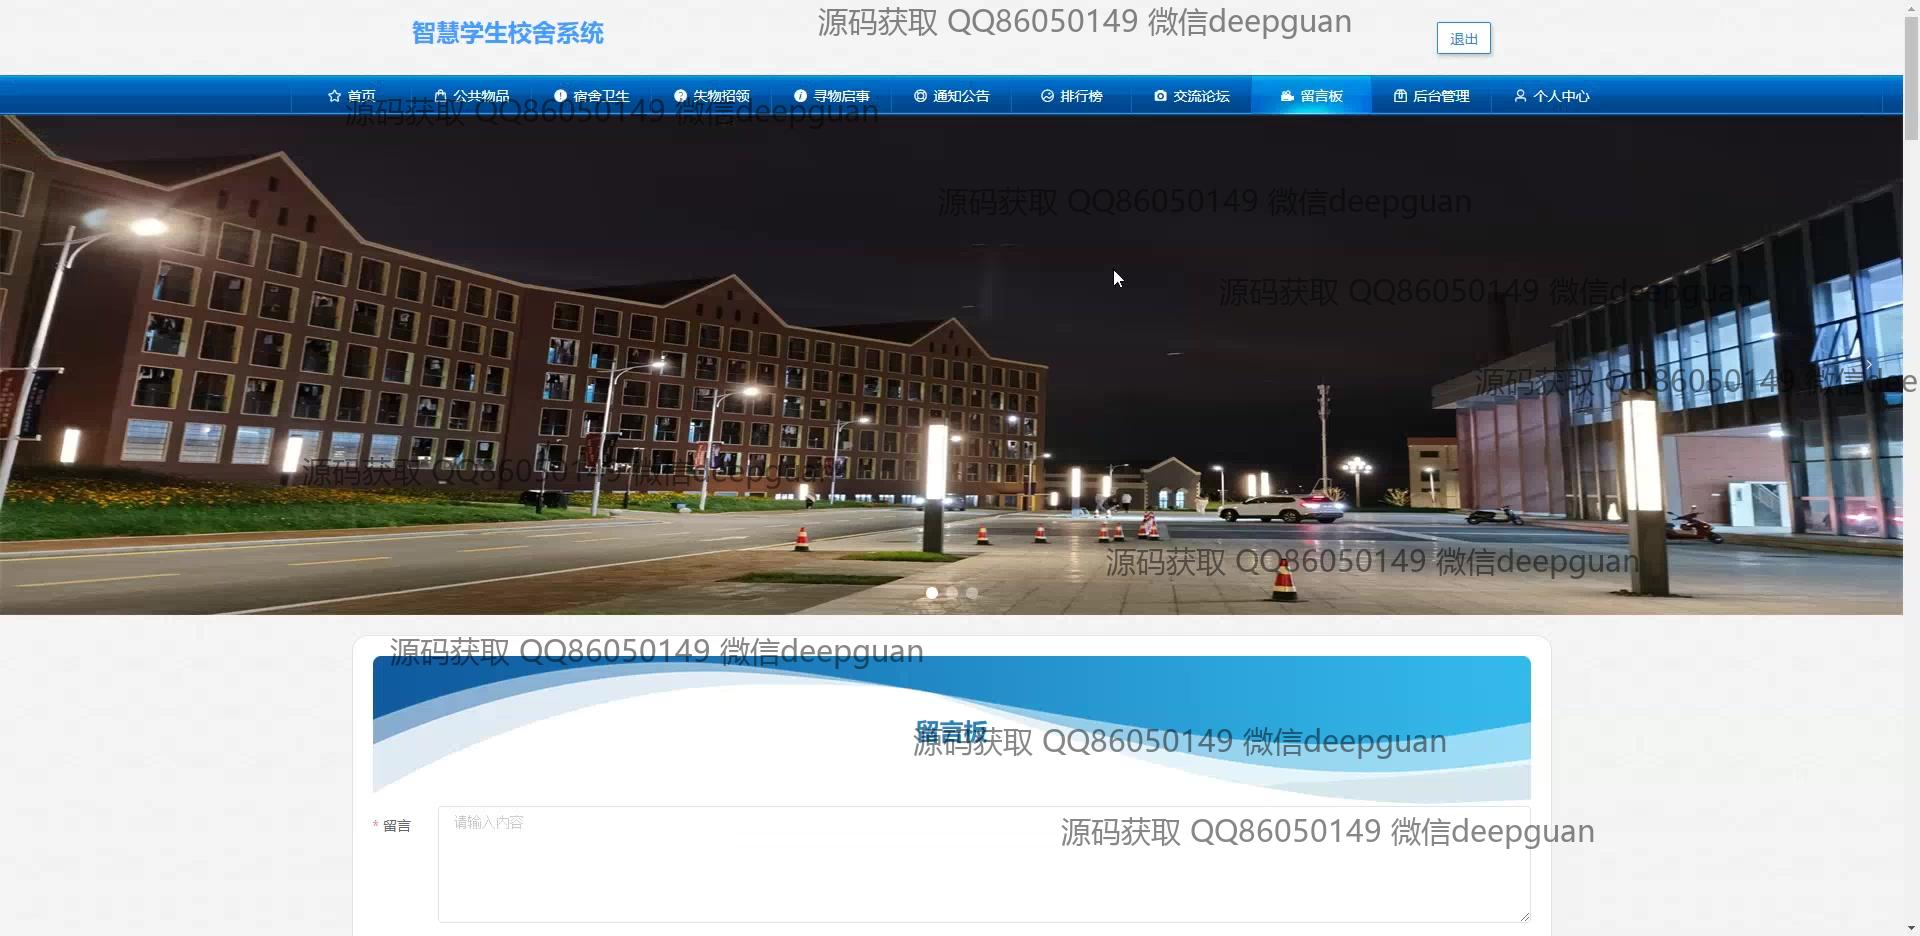 智慧学生校舍系统
源码获取 QQ86050149 微信deepguan
退出
首页
公共物品
宿舍卫生
失物招领
寻物启事
通知公告
排行榜
交流论坛
留言板
后台管理
个人中心
源码获取 QQ86050149 微信deepguan
源码获取 QQ86050149 微信deepguan
源码获取 QQ86050149 微信deepguan
源码获取 QQ86050149 微信dee
源码获取 QQ86050149 微信deepguan
源码获取 QQ86050149 微信deepguan
源码获取 QQ86050149 微信deepguan
留言板
源码获取 QQ86050149 微信deepguan
* 留言
请输入内容
源码获取 QQ86050149 微信deepguan